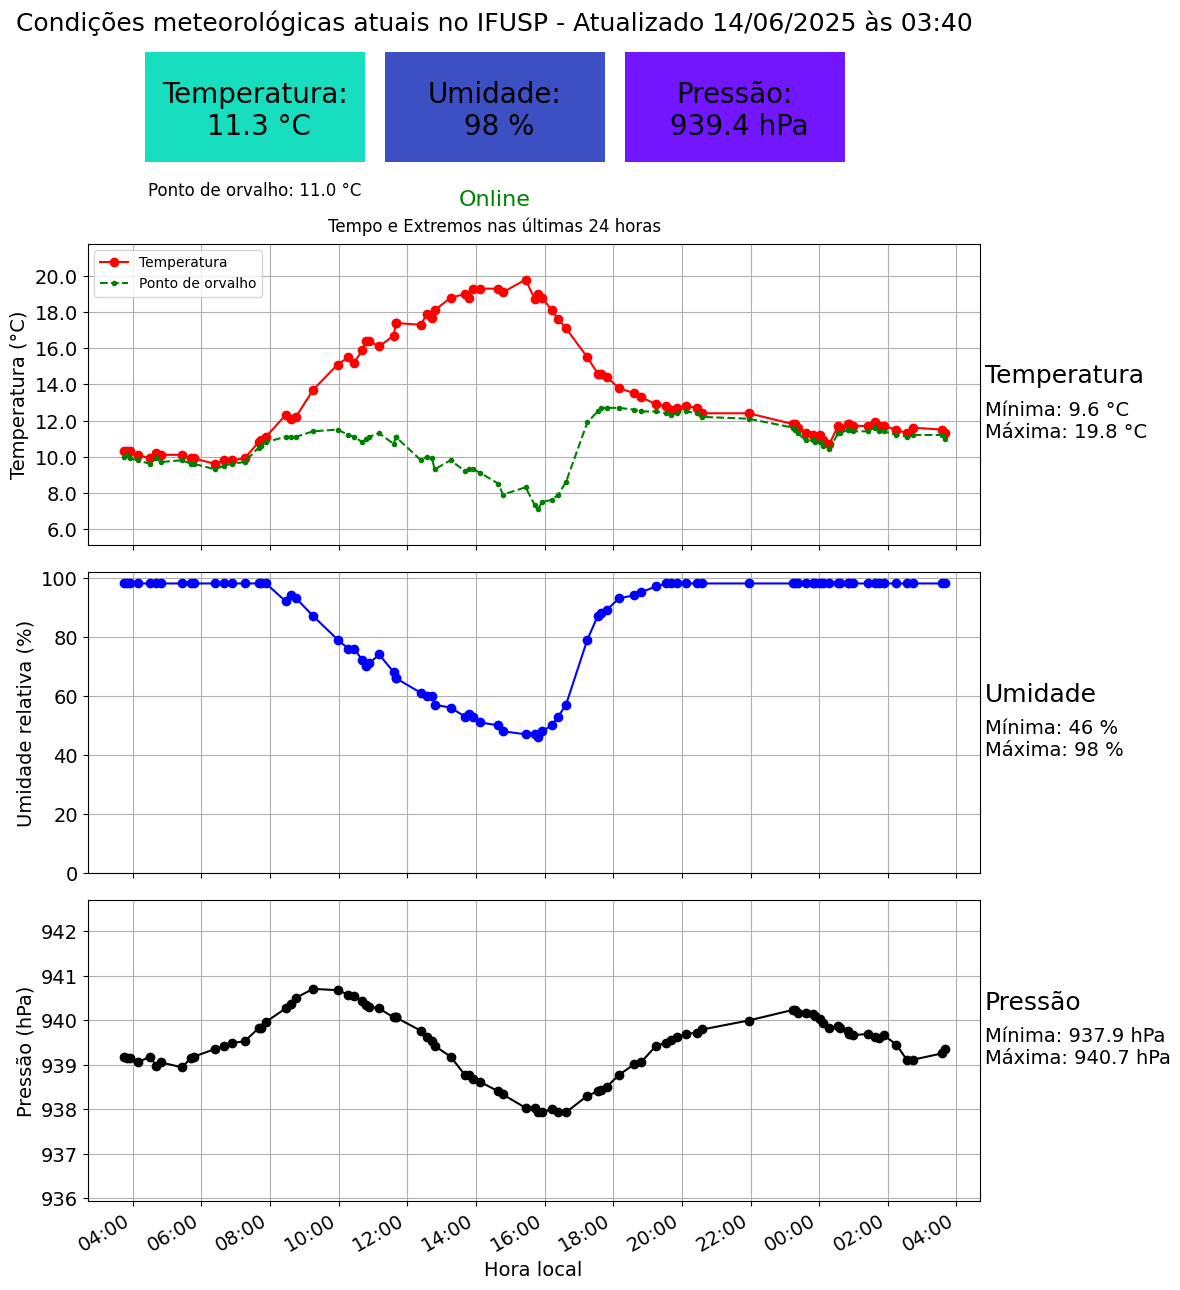 Condições meteorológicas atuais no IFUSP - Atualizado 14/06/2025 às 03:40
Temperatura:
11.3 °C
Umidade:
98 %
Pressão:
939.4 hPa
Ponto de orvalho: 11.0 °C
Online
Tempo e Extremos nas últimas 24 horas
Temperatura
Ponto de orvalho
Temperatura (°C)
20.0
18.0
16.0
14.0
12.0
10.0
8.0
6.0
Temperatura
Mínima: 9.6 °C
Máxima: 19.8 °C
Umidade relativa (%)
100
80
60
40
20
0
Umidade
Mínima: 46 %
Máxima: 98 %
Pressão (hPa)
942
941
940
939
938
937
936
Pressão
Mínima: 937.9 hPa
Máxima: 940.7 hPa
04:00 06:00 08:00 10:00 12:00 14:00 16:00 18:00 20:00 22:00 00:00 02:00 04:00
Hora local